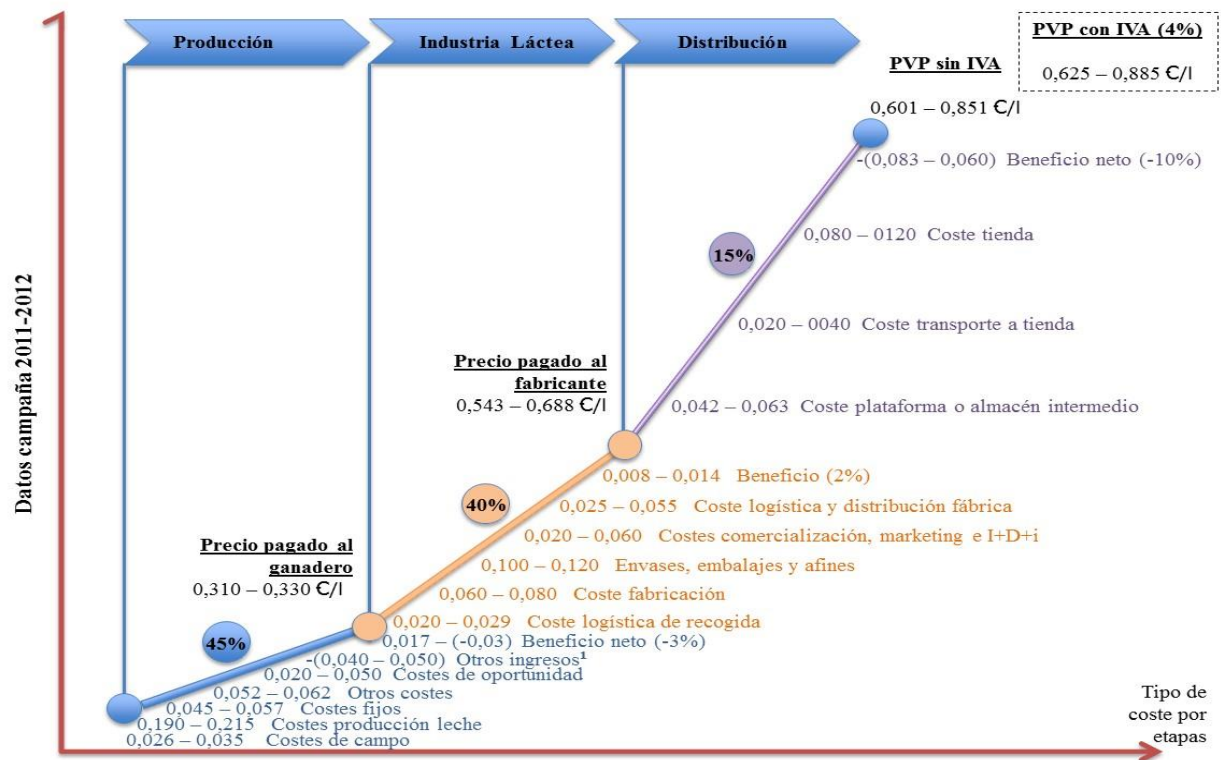 Producción
Industria Láctea
Distribución
PVP con IVA (4%)
0,625 – 0,885 €/l
PVP sin IVA
0,601 – 0,851 €/l
-(0,083 – 0,060) Beneficio neto (-10%)
0,080 – 0120 Coste tienda
15%
0,020 – 0040 Coste transporte a tienda
Precio pagado al
fabricante
0,543 – 0,688 €/l
0,042 – 0,063 Coste plataforma o almacén intermedio
0,008 – 0,014 Beneficio (2%)
40%
0,025 – 0,055 Coste logística y distribución fábrica
0,020 – 0,060 Costes comercialización, marketing e I+D+i
Precio pagado al
ganadero
0,310 – 0,330 €/l
0,100 – 0,120 Envases, embalajes y afines
0,060 – 0,080 Coste fabricación
0,020 – 0,029 Coste logística de recogida
45%
0,017 – (-0,03) Beneficio neto (-3%)
-(0,040 – 0,050) Otros ingresos¹
0,020 – 0,050 Costes de oportunidad
0,052 – 0,062 Otros costes
0,045 – 0,057 Costes fijos
0,190 – 0,215 Costes producción leche
0,026 – 0,035 Costes de campo
Datos campaña 2011-2012
Tipo de
coste por
etapas